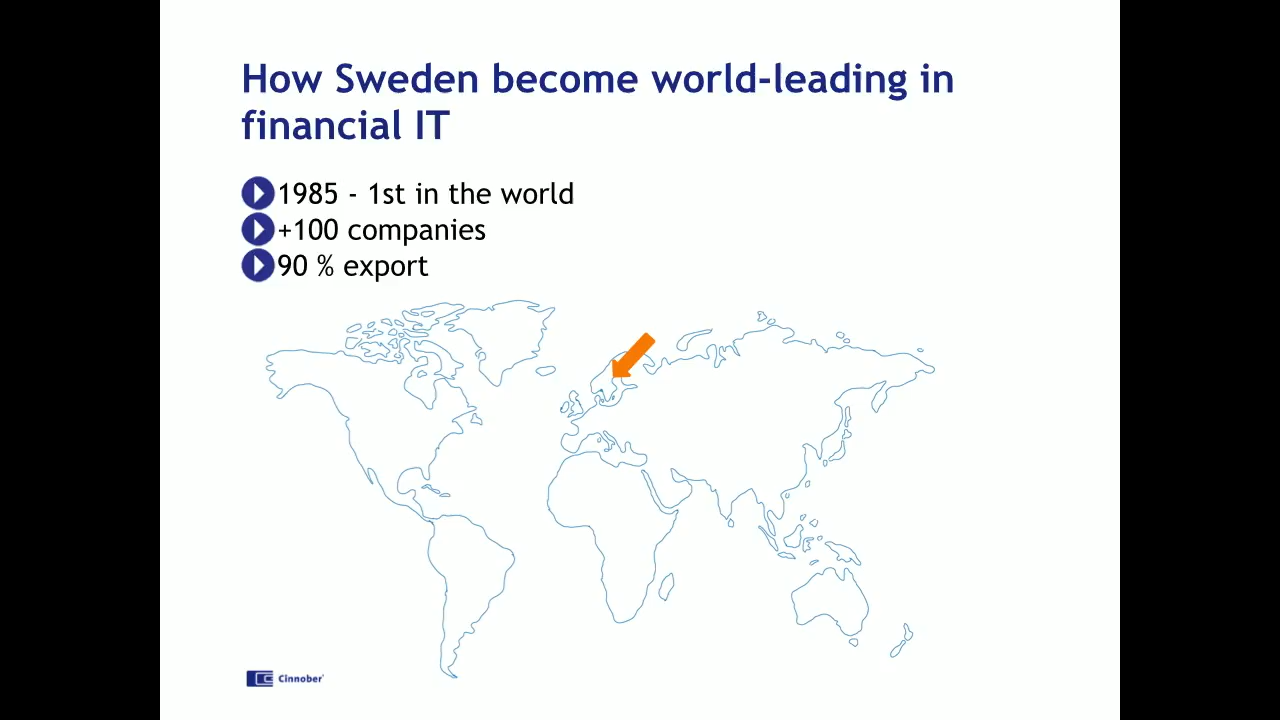 How Sweden become world-leading in
financial IT
1985 - 1st in the world
+100 companies
90 % export
Cinnober